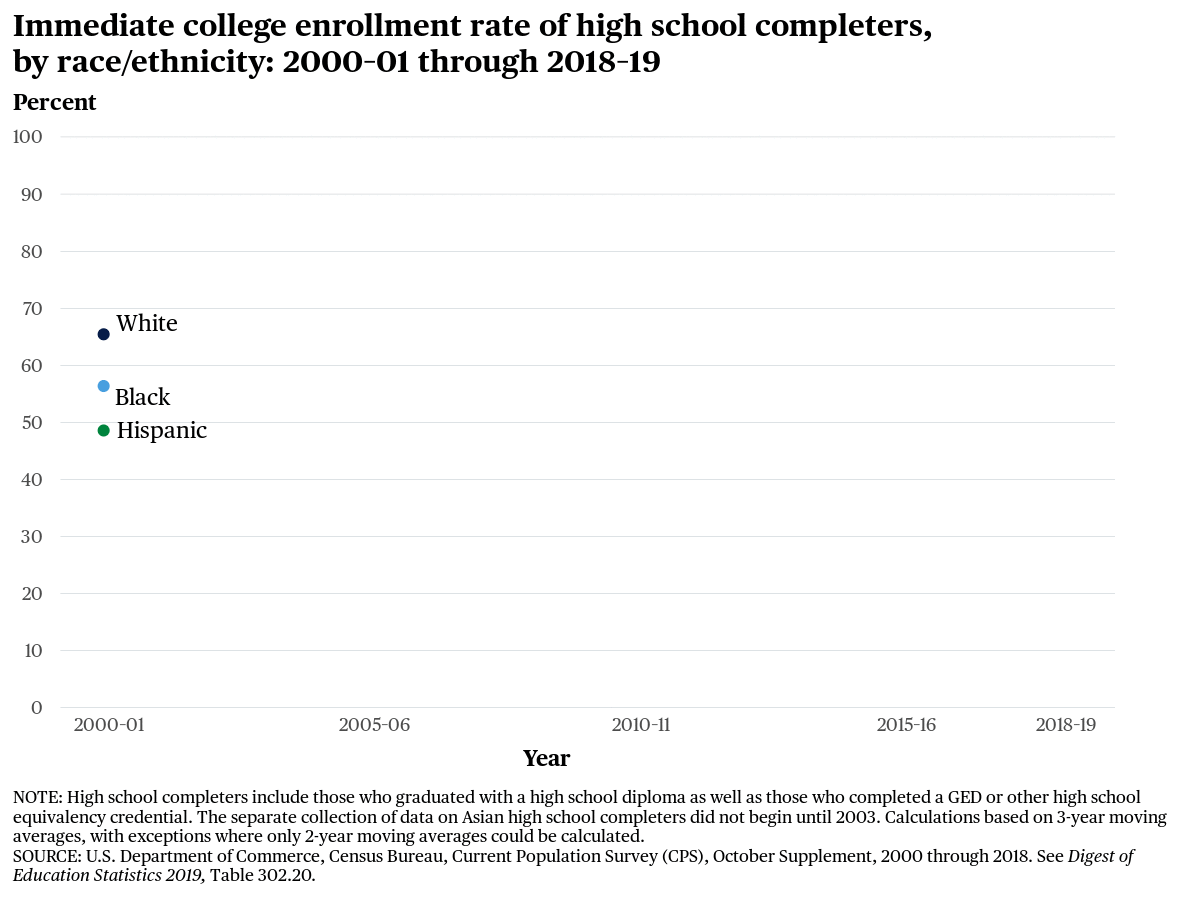 Immediate college enrollment rate of high school completers,
by race/ethnicity: 2000–01 through 2018–19
Percent
100
90
80
70
White
60
Black
50
Hispanic
40
30
20
10
0
2000–01 2005–06 2010–11 2015–16 2018–19
Year
NOTE: High school completers include those who graduated with a high school diploma as well as those who completed a GED or other high school
equivalency credential. The separate collection of data on Asian high school completers did not begin until 2003. Calculations based on 3-year moving
averages, with exceptions where only 2-year moving averages could be calculated.
SOURCE: U.S. Department of Commerce, Census Bureau, Current Population Survey (CPS), October Supplement, 2000 through 2018. See Digest of
Education Statistics 2019, Table 302.20.